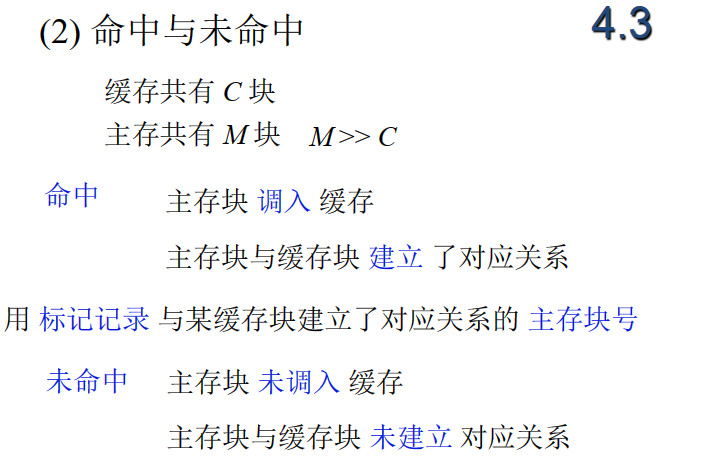 (2) 命中与未命中 4.3
缓存共有 C 块
主存共有 M 块 M>> C
命中 主存块 调入 缓存
主存块与缓存块 建立 了对应关系
用 标记记录 与某缓存块建立了对应关系的 主存块号
未命中 主存块 未调入 缓存
主存块与缓存块 未建立 对应关系